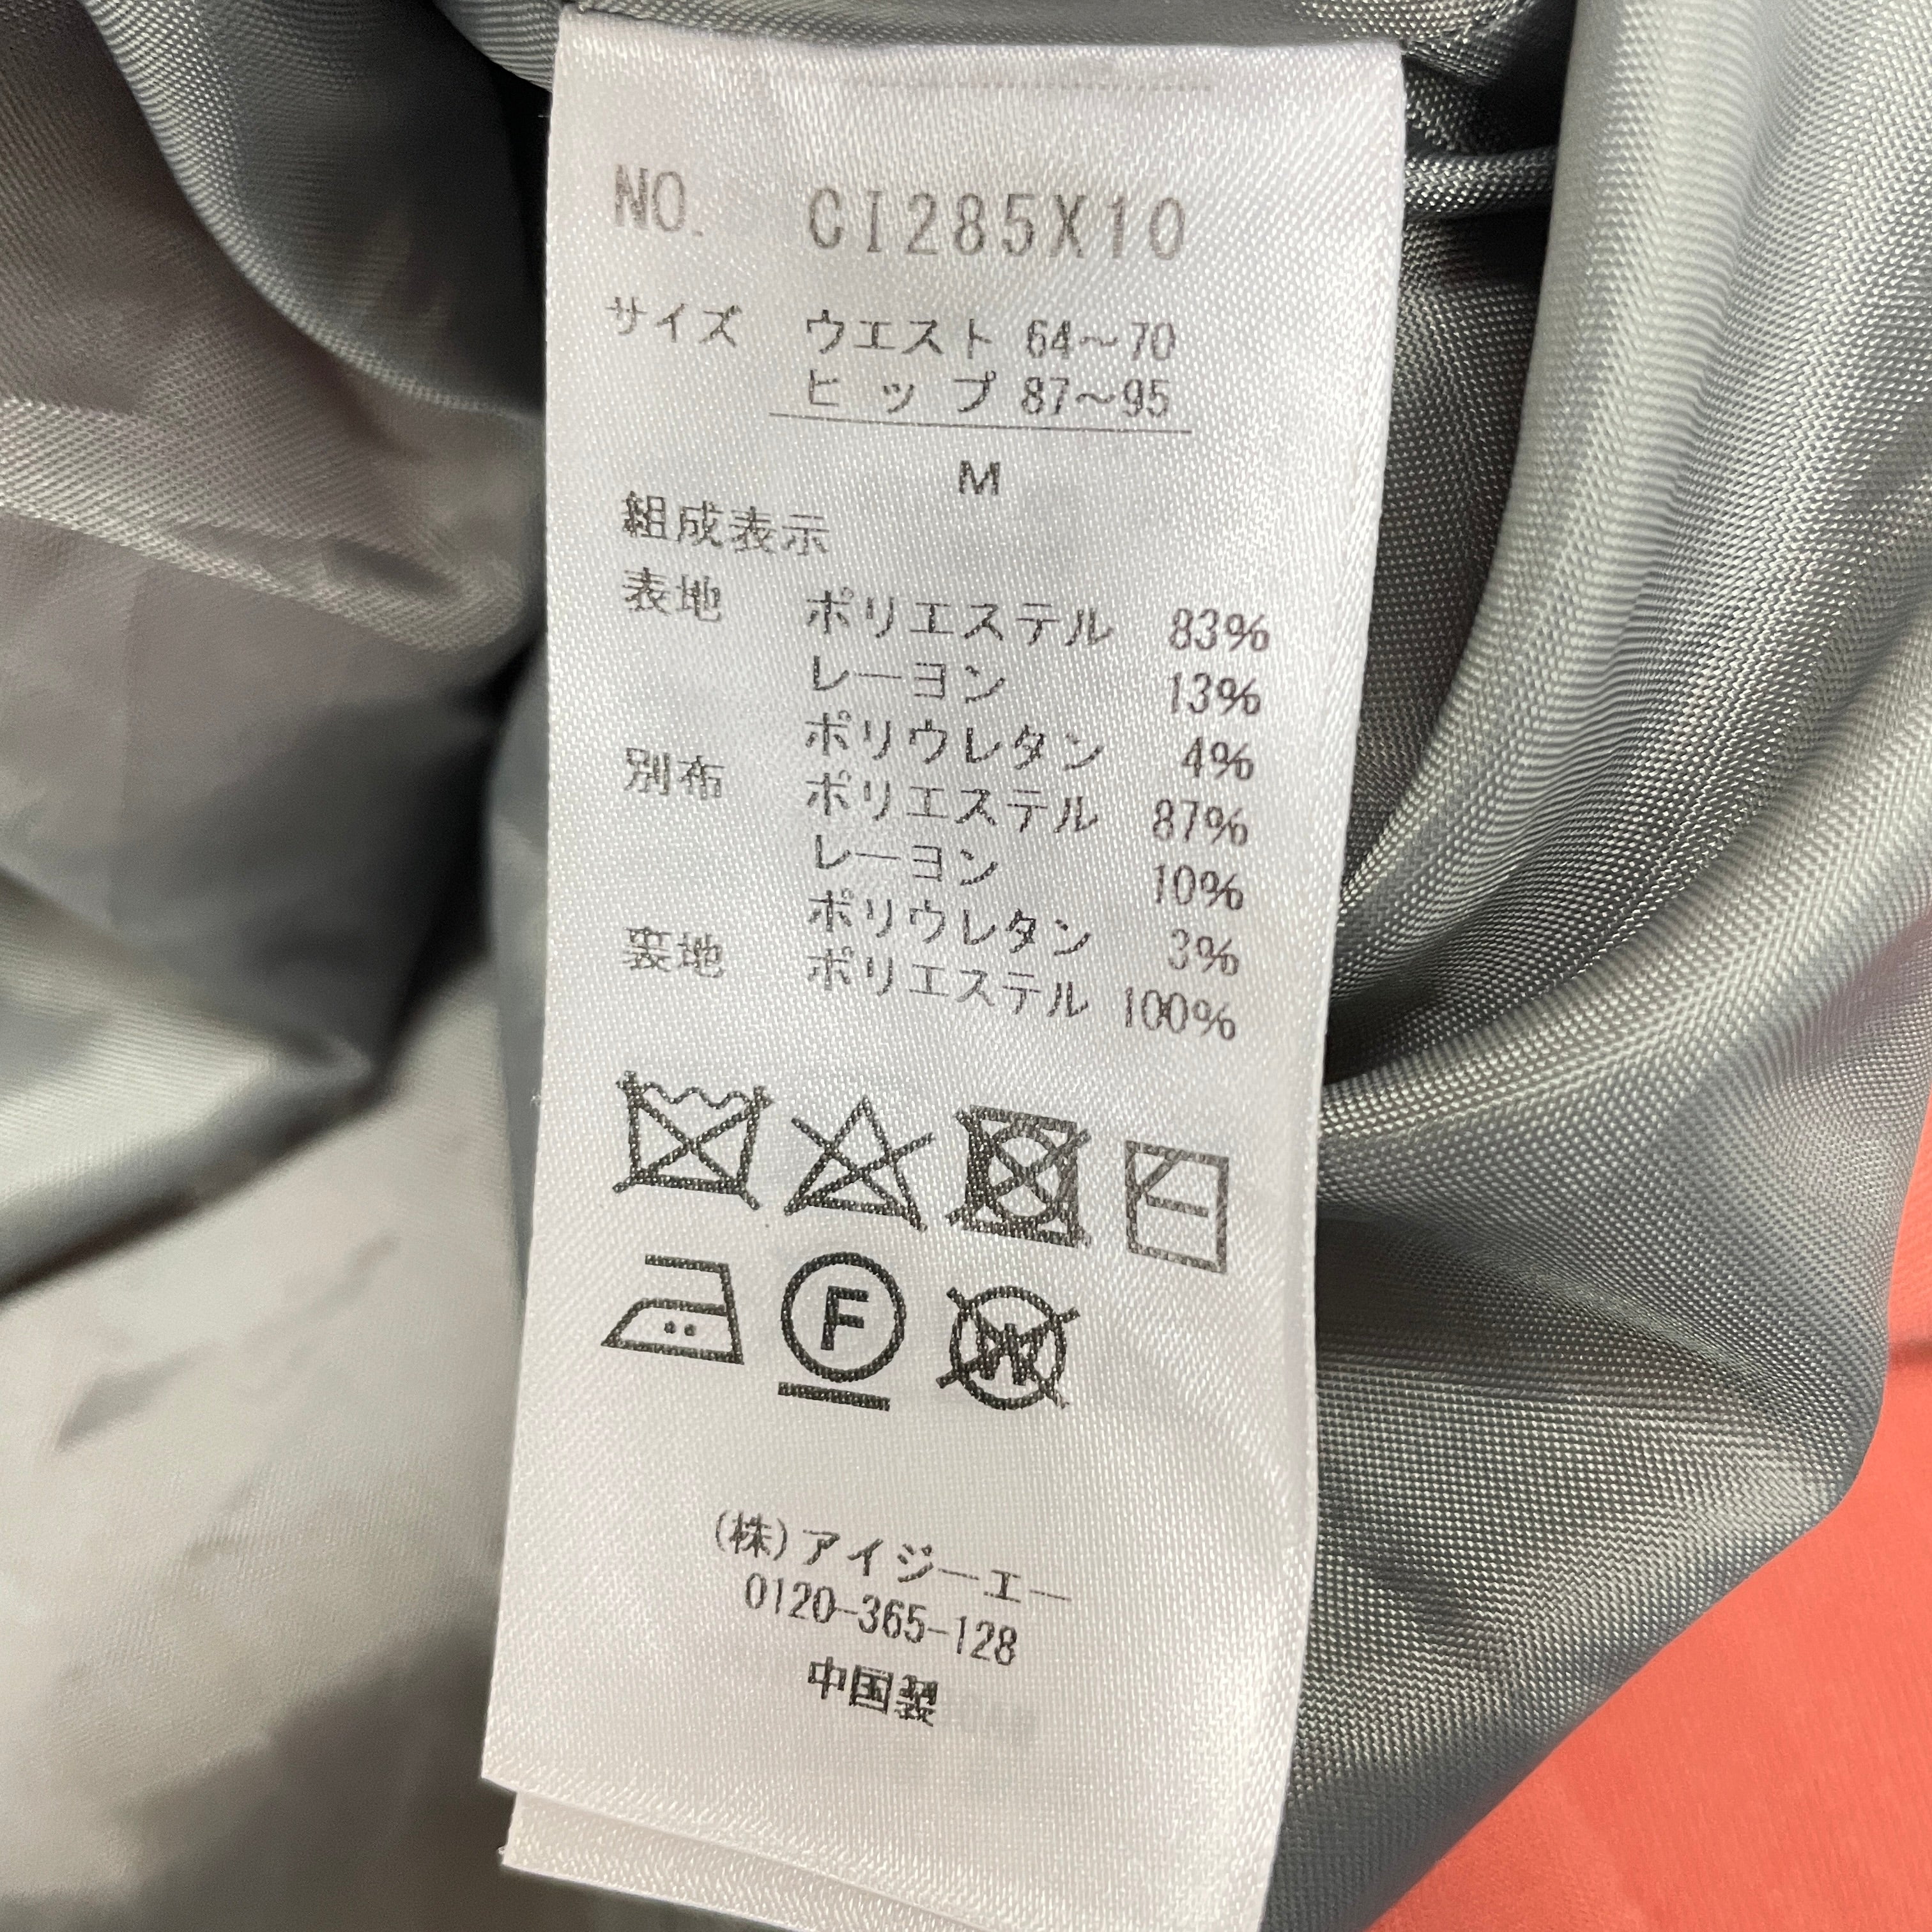 NO. CI285X10
サイズ ウエスト 64～70
ヒップ 87～95
M
組成表示
表地 ポリエステル 83%
レーヨン 13%
ポリウレタン 4%
別布 ポリエステル 87%
レーヨン 10%
ポリウレタン 3%
裏地 ポリエステル 100%
F W
(株)アイジーエー
0120-365-128
中国製